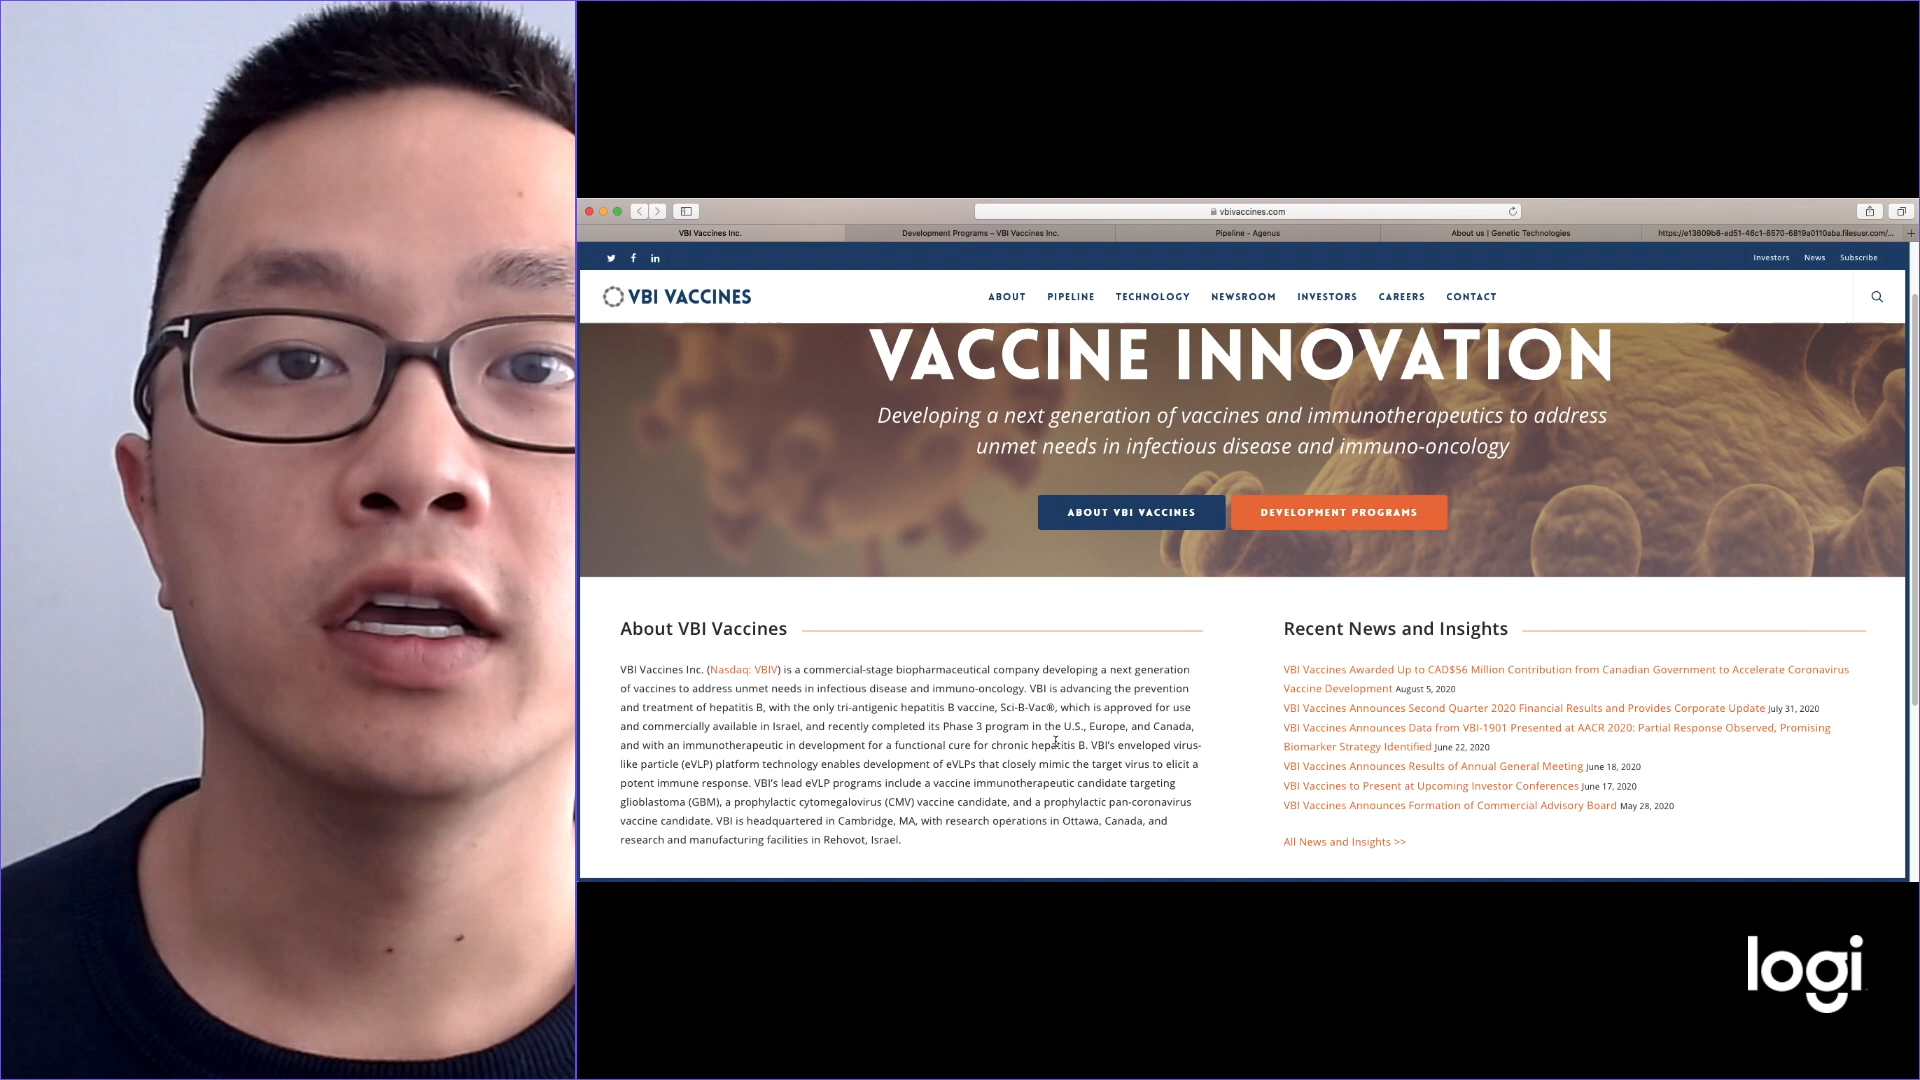 vbivaccines.com
VBI Vaccines Inc.
Development Programs – VBI Vaccines Inc.
Pipeline - Agenus
About us | Genetic Technologies
https://e13609b8-ed51-46c1-8570-6819a0110aba.filesusr.com/...
Investors
News
Subscribe
VBI VACCINES
ABOUT
PIPELINE
TECHNOLOGY
NEWSROOM
INVESTORS
CAREERS
CONTACT
VACCINE INNOVATION
Developing a next generation of vaccines and immunotherapeutics to address
unmet needs in infectious disease and immuno-oncology
ABOUT VBI VACCINES
DEVELOPMENT PROGRAMS
About VBI Vaccines
VBI Vaccines Inc. (Nasdaq: VBIV) is a commercial-stage biopharmaceutical company developing a next generation
of vaccines to address unmet needs in infectious disease and immuno-oncology. VBI is advancing the prevention
and treatment of hepatitis B, with the only tri-antigenic hepatitis B vaccine, Sci-B-Vac®, which is approved for use
and commercially available in Israel, and recently completed its Phase 3 program in the U.S., Europe, and Canada,
and with an immunotherapeutic in development for a functional cure for chronic hepatitis B. VBI's enveloped virus-
like particle (eVLP) platform technology enables development of eVLPs that closely mimic the target virus to elicit a
potent immune response. VBI's lead eVLP programs include a vaccine immunotherapeutic candidate targeting
glioblastoma (GBM), a prophylactic cytomegalovirus (CMV) vaccine candidate, and a prophylactic pan-coronavirus
vaccine candidate. VBI is headquartered in Cambridge, MA, with research operations in Ottawa, Canada, and
research and manufacturing facilities in Rehovot, Israel.
Recent News and Insights
VBI Vaccines Awarded Up to CAD$56 Million Contribution from Canadian Government to Accelerate Coronavirus
Vaccine Development August 5, 2020
VBI Vaccines Announces Second Quarter 2020 Financial Results and Provides Corporate Update July 31, 2020
VBI Vaccines Announces Data from VBI-1901 Presented at AACR 2020: Partial Response Observed, Promising
Biomarker Strategy Identified June 22, 2020
VBI Vaccines Announces Results of Annual General Meeting June 18, 2020
VBI Vaccines to Present at Upcoming Investor Conferences June 17, 2020
VBI Vaccines Announces Formation of Commercial Advisory Board May 28, 2020
All News and Insights >>
logi